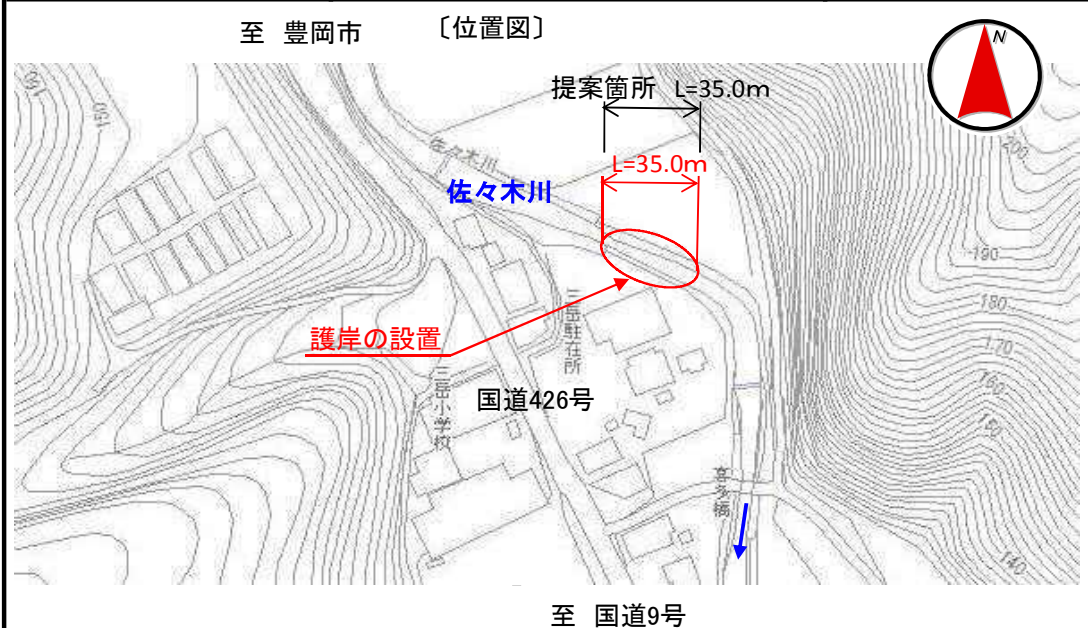 至 豊岡市
〔位置図〕
N
提案箇所 L=35.0m
L=35.0m
佐々木川
佐々木川
護岸の設置
三岳駐在所
三岳小学校
国道426号
喜多橋
150
200
190
180
170
160
140
至 国道9号